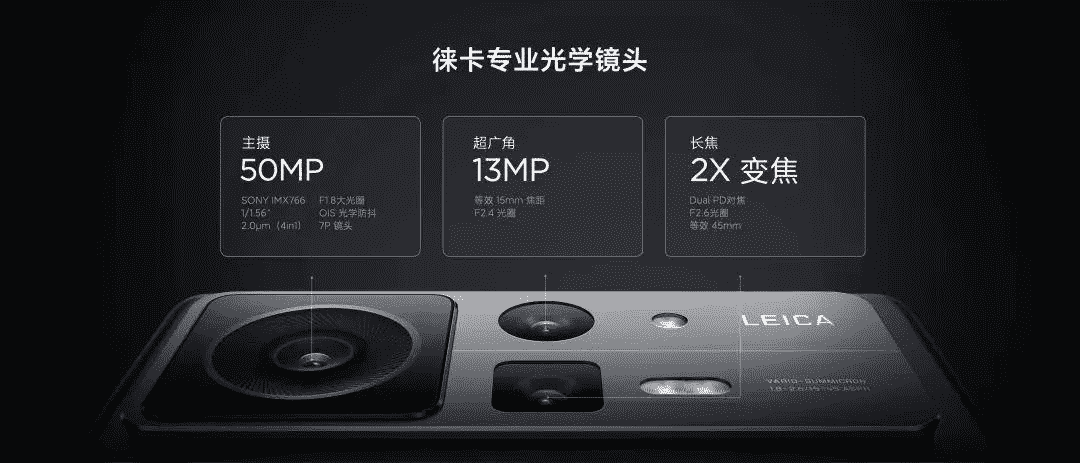 徕卡专业光学镜头
主摄
50MP
SONY IMX766
1/1.56"
2.0μm（4in1）
F1.8大光圈
OIS 光学防抖
7P 镜头
超广角
13MP
等效 15mm 焦距
F2.4 光圈
长焦
2X 变焦
Dual PD对焦
F2.6光圈
等效 45mm
LEICA
VARIO-SUMMICRON